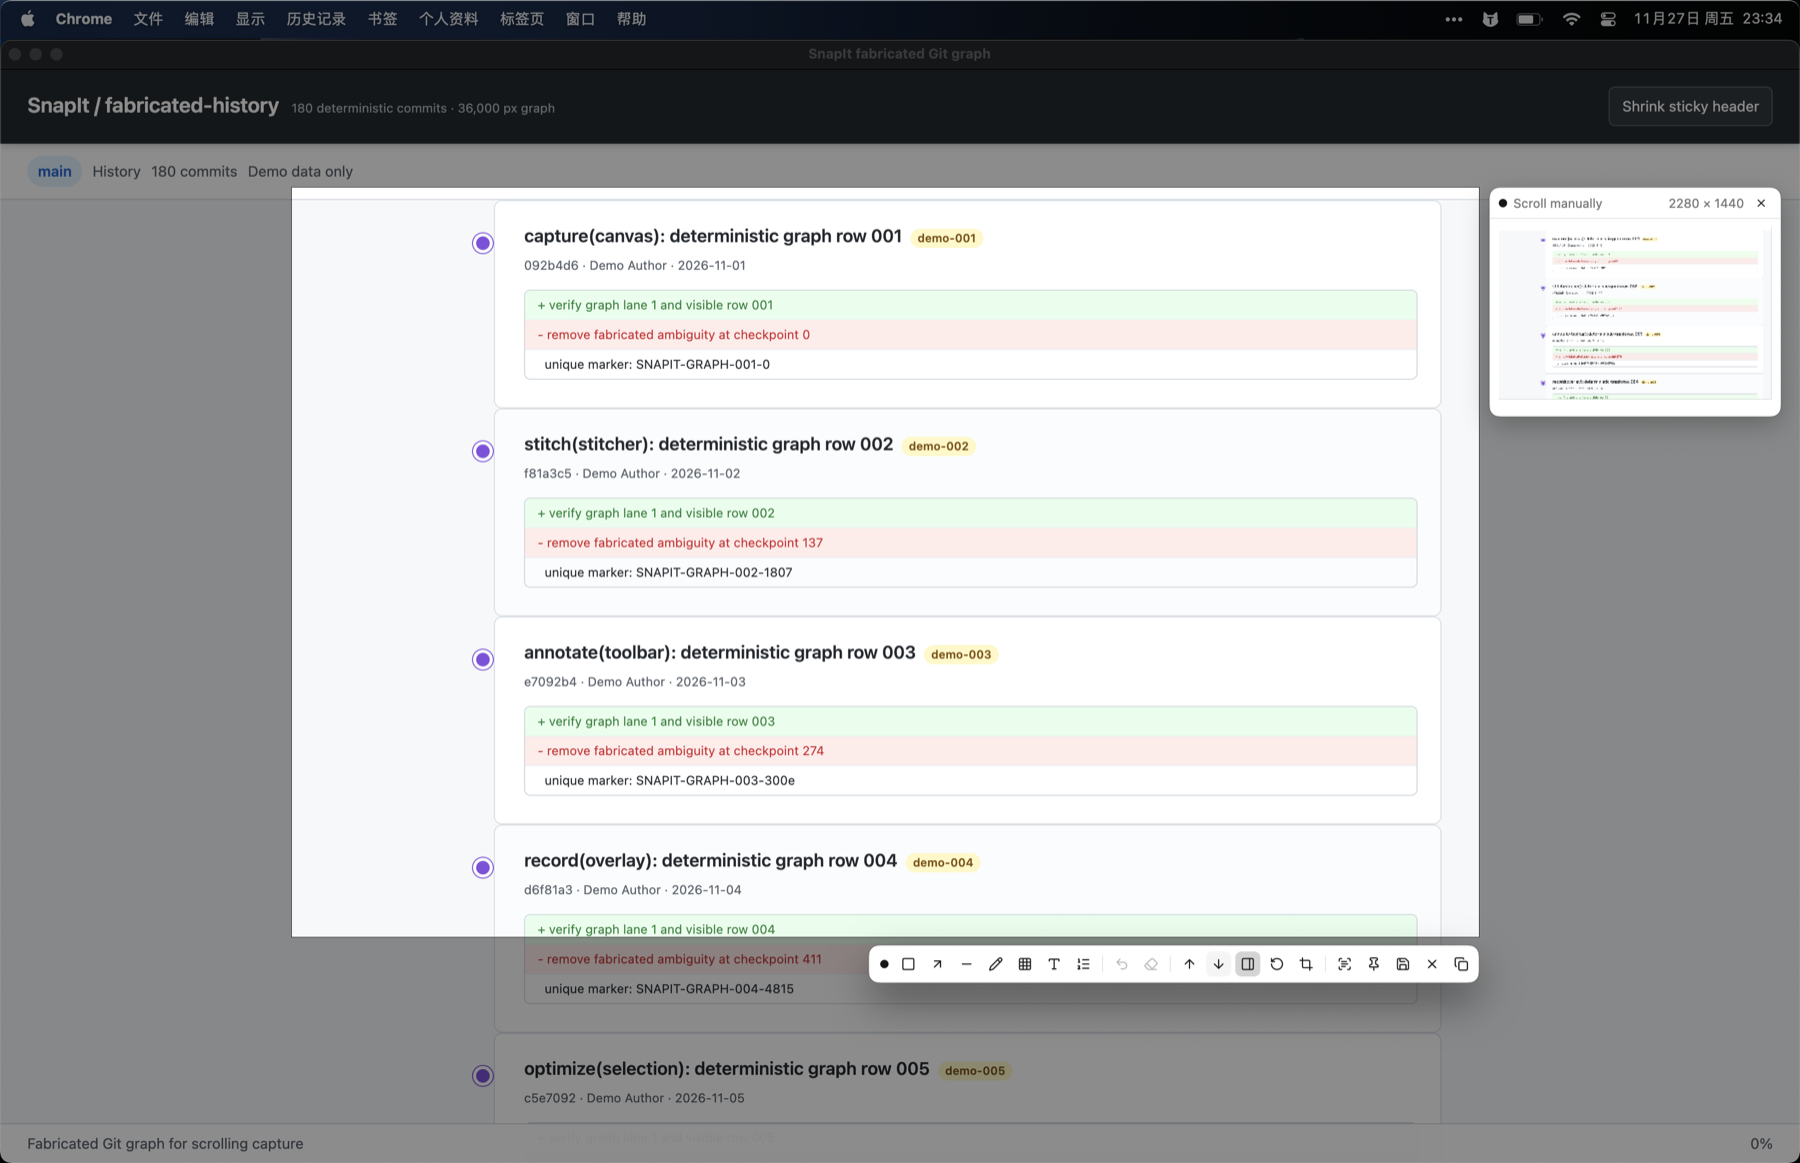 Chrome 文件 编辑 显示 历史记录 书签 个人资料 标签页 窗口 帮助 11月27日 周五 23:34
SnapIt fabricated Git graph
SnapIt / fabricated-history 180 deterministic commits · 36,000 px graph Shrink sticky header
main History 180 commits Demo data only
Scroll manually 2280 × 1440
capture(canvas): deterministic graph row 001 demo-001
092b4d6 · Demo Author · 2026-11-01
+ verify graph lane 1 and visible row 001
- remove fabricated ambiguity at checkpoint 0
unique marker: SNAPIT-GRAPH-001-0
stitch(stitcher): deterministic graph row 002 demo-002
f81a3c5 · Demo Author · 2026-11-02
+ verify graph lane 1 and visible row 002
- remove fabricated ambiguity at checkpoint 137
unique marker: SNAPIT-GRAPH-002-1807
annotate(toolbar): deterministic graph row 003 demo-003
e7092b4 · Demo Author · 2026-11-03
+ verify graph lane 1 and visible row 003
- remove fabricated ambiguity at checkpoint 274
unique marker: SNAPIT-GRAPH-003-300e
record(overlay): deterministic graph row 004 demo-004
d6f81a3 · Demo Author · 2026-11-04
+ verify graph lane 1 and visible row 004
- remove fabricated ambiguity at checkpoint 411
unique marker: SNAPIT-GRAPH-004-4815
optimize(selection): deterministic graph row 005 demo-005
c5e7092 · Demo Author · 2026-11-05
+ verify graph lane 1 and visible row 005
Fabricated Git graph for scrolling capture 0%